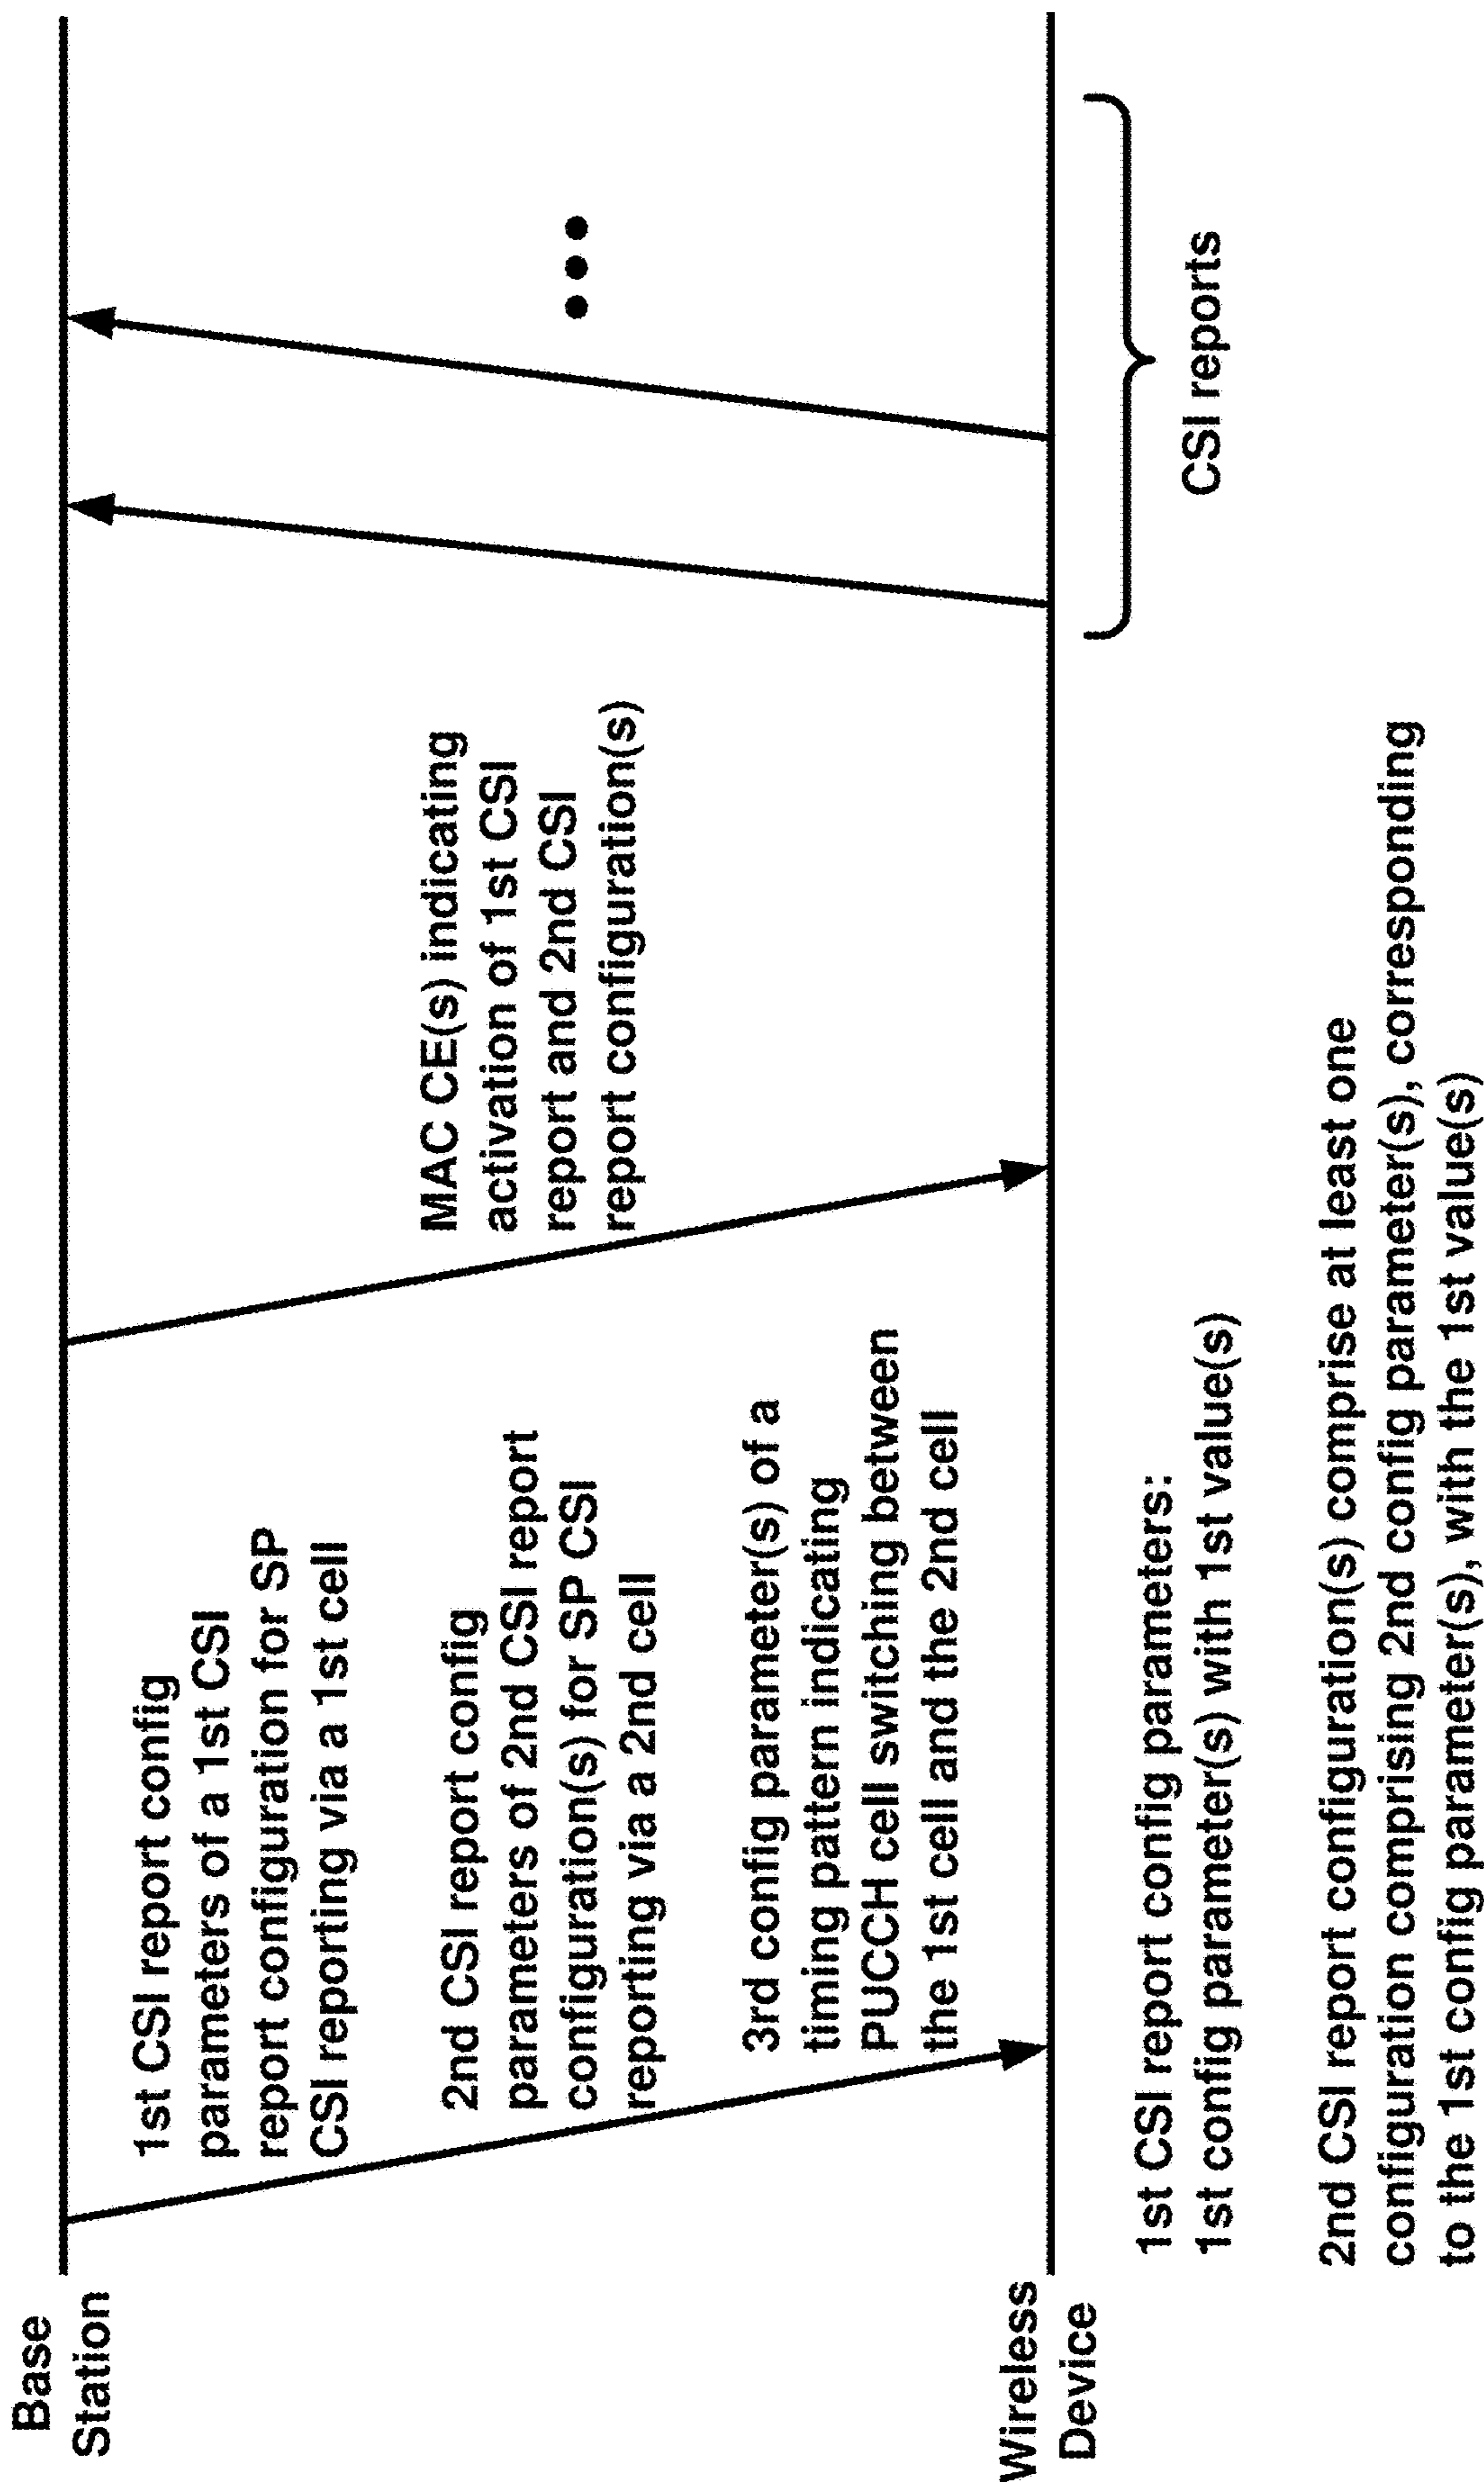 Base
Station
1st CSI report config
parameters of a 1st CSI
report configuration for SP
CSI reporting via a 1st cell
2nd CSI report config
parameters of 2nd CSI report
configuration(s) for SP CSI
reporting via a 2nd cell
3rd config parameter(s) of a
timing pattern indicating
PUCCH cell switching between
the 1st cell and the 2nd cell
MAC CE(s) indicating
activation of 1st CSI
report and 2nd CSI
report configuration(s)
Wireless
Device
CSI reports
1st CSI report config parameters:
1st config parameter(s) with 1st value(s)
2nd CSI report configuration(s) comprise at least one
configuration comprising 2nd config parameter(s), corresponding
to the 1st config parameter(s), with the 1st value(s)